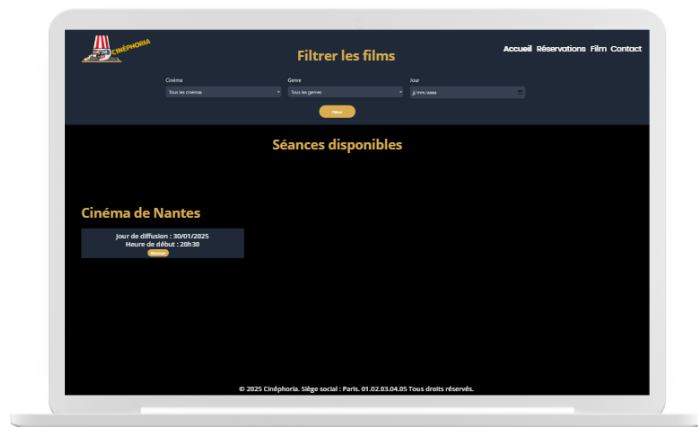 CINÉPHORIA
Accueil Réservations Film Contact
Filtrer les films
Cinéma Genre Jour
Tous les cinémas Tous les genres jj/mm/aaaa
Filtrer
Séances disponibles
Cinéma de Nantes
Jour de diffusion : 30/01/2025
Heure de début : 20h30
Réserver
© 2025 Cinéphoria. Siège social : Paris. 01.02.03.04.05 Tous droits réservés.